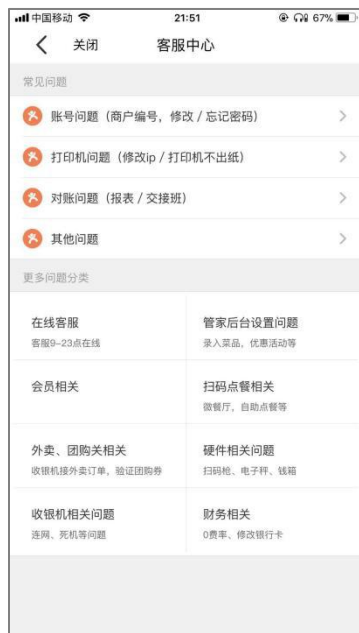 中国移动 21:51 67%
关闭 客服中心
常见问题
账号问题（商户编号，修改 / 忘记密码）
打印机问题（修改ip / 打印机不出纸）
对账问题（报表 / 交接班）
其他问题
更多问题分类
在线客服 管家后台设置问题
客服9-23点在线 录入菜品，优惠活动等
会员相关 扫码点餐相关
微餐厅，自助点餐等
外卖、团购关相关 硬件相关问题
收银机接外卖订单，验证团购券 扫码枪、电子秤、钱箱
收银机相关问题 财务相关
连网、死机等问题 0费率、修改银行卡